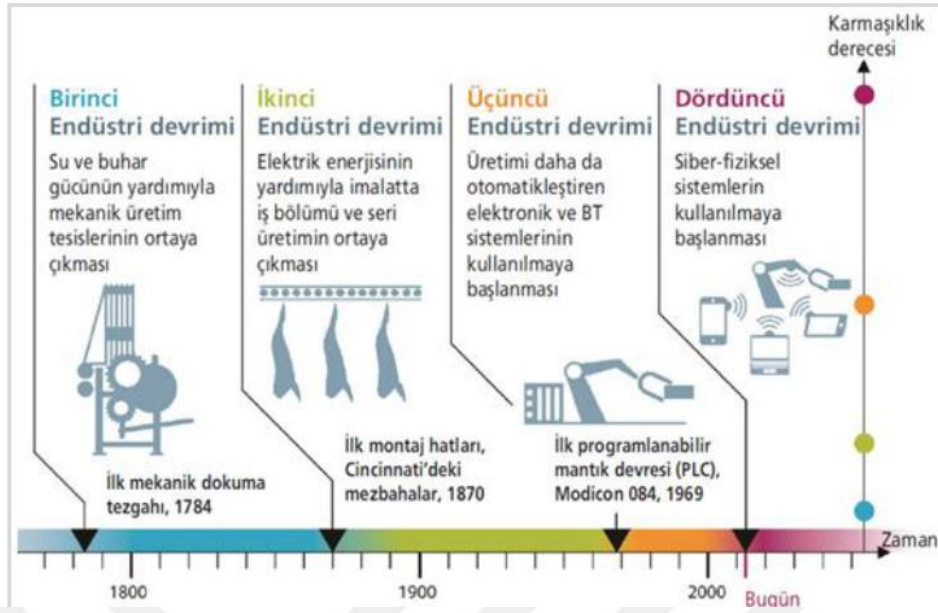 Karmaşıklık
derecesi
Birinci
Endüstri devrimi
Su ve buhar
gücünün yardımıyla
mekanik üretim
tesislerinin ortaya
çıkması
İlk mekanik dokuma
tezgahı, 1784
İkinci
Endüstri devrimi
Elektrik enerjisinin
yardımıyla imalatta
iş bölümü ve seri
üretimin ortaya
çıkması
İlk montaj hatları,
Cincinnati'deki
mezbahalar, 1870
Üçüncü
Endüstri devrimi
Üretimi daha da
otomatikleştiren
elektronik ve BT
sistemlerinin
kullanılmaya
başlanması
İlk programlanabilir
mantık devresi (PLC),
Modicon 084, 1969
Dördüncü
Endüstri devrimi
Siber-fiziksel
sistemlerin
kullanılmaya
başlanması
Zaman
1800
1900
2000
Bugün